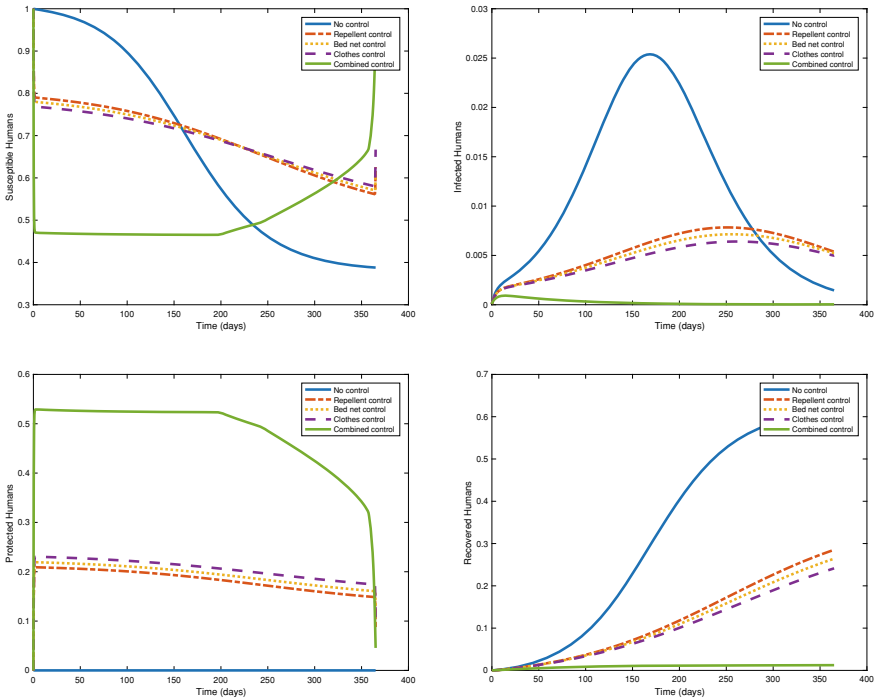 1
0.9
0.8
0.7
0.6
0.5
0.4
0.3
Susceptible Humans
0 50 100 150 200 250 300 350 400
Time (days)
No control
Repellent control
Bed net control
Clothes control
Combined control
0.03
0.025
0.02
0.015
0.01
0.005
0
Infected Humans
0 50 100 150 200 250 300 350 400
Time (days)
No control
Repellent control
Bed net control
Clothes control
Combined control
0.6
0.5
0.4
0.3
0.2
0.1
0
Protected Humans
0 50 100 150 200 250 300 350 400
Time (days)
No control
Repellent control
Bed net control
Clothes control
Combined control
0.7
0.6
0.5
0.4
0.3
0.2
0.1
0
Recovered Humans
0 50 100 150 200 250 300 350 400
Time (days)
No control
Repellent control
Bed net control
Clothes control
Combined control